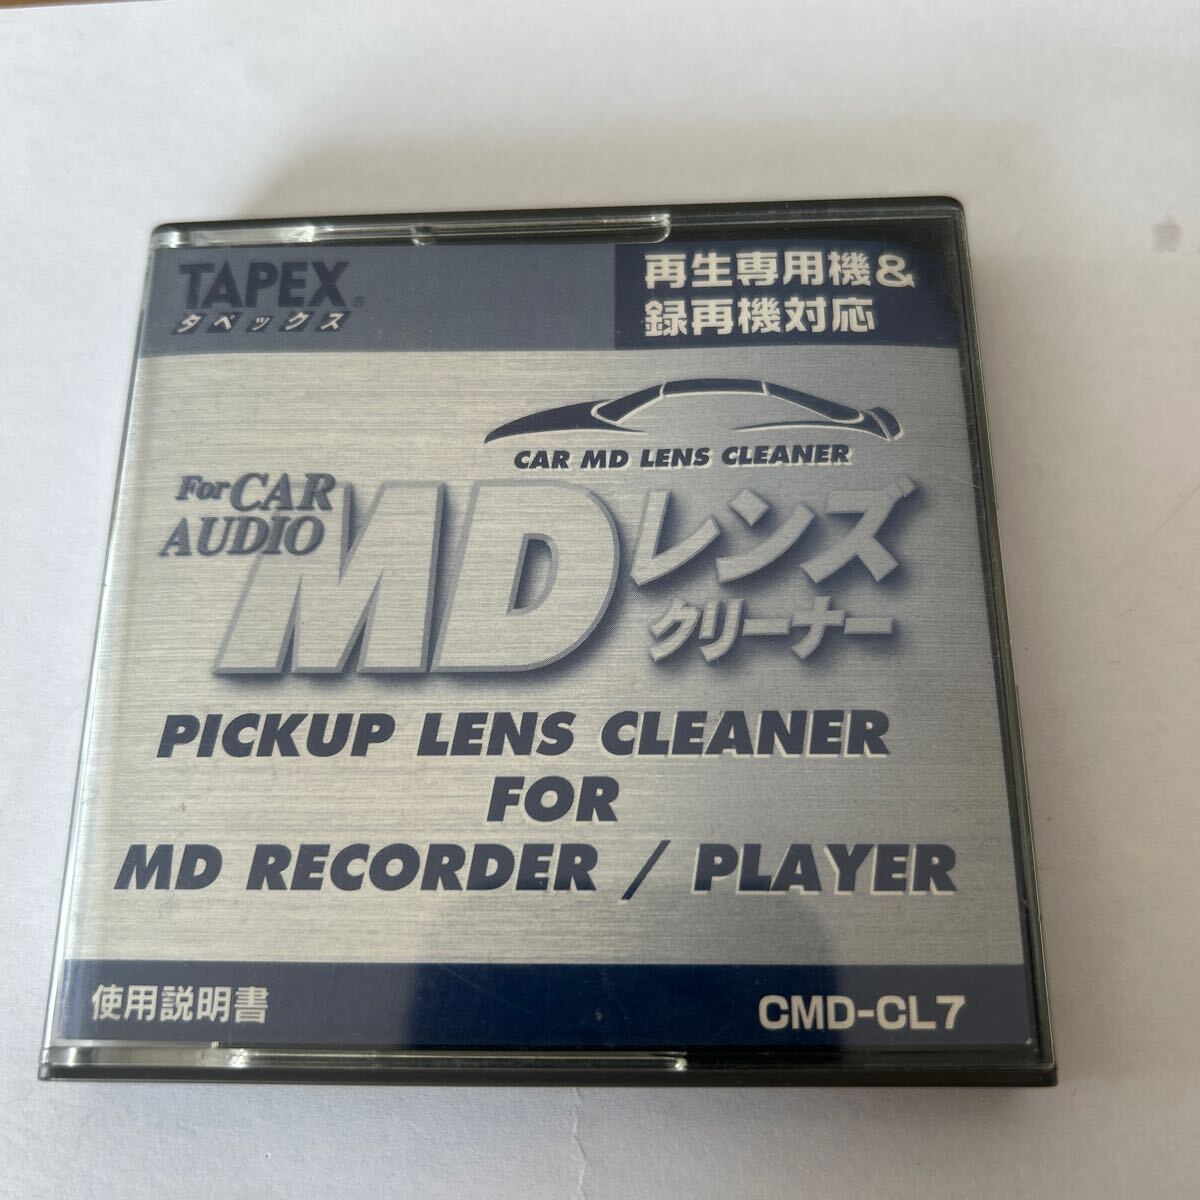 TAPEX®
タペックス
再生専用機&
録再機対応
CAR MD LENS CLEANER
For CAR
AUDIO
MD レンズ
クリーナー
PICKUP LENS CLEANER
FOR
MD RECORDER / PLAYER
使用説明書
CMD-CL7